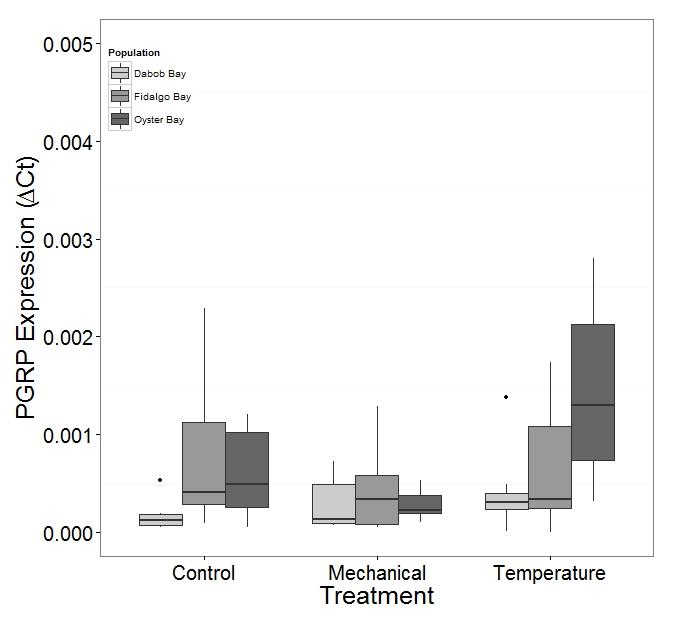 0.005
Population
Dabob Bay
Fidalgo Bay
Oyster Bay
0.004
0.003
0.002
0.001
0.000
PGRP Expression (ΔCt)
Control Mechanical Temperature
Treatment